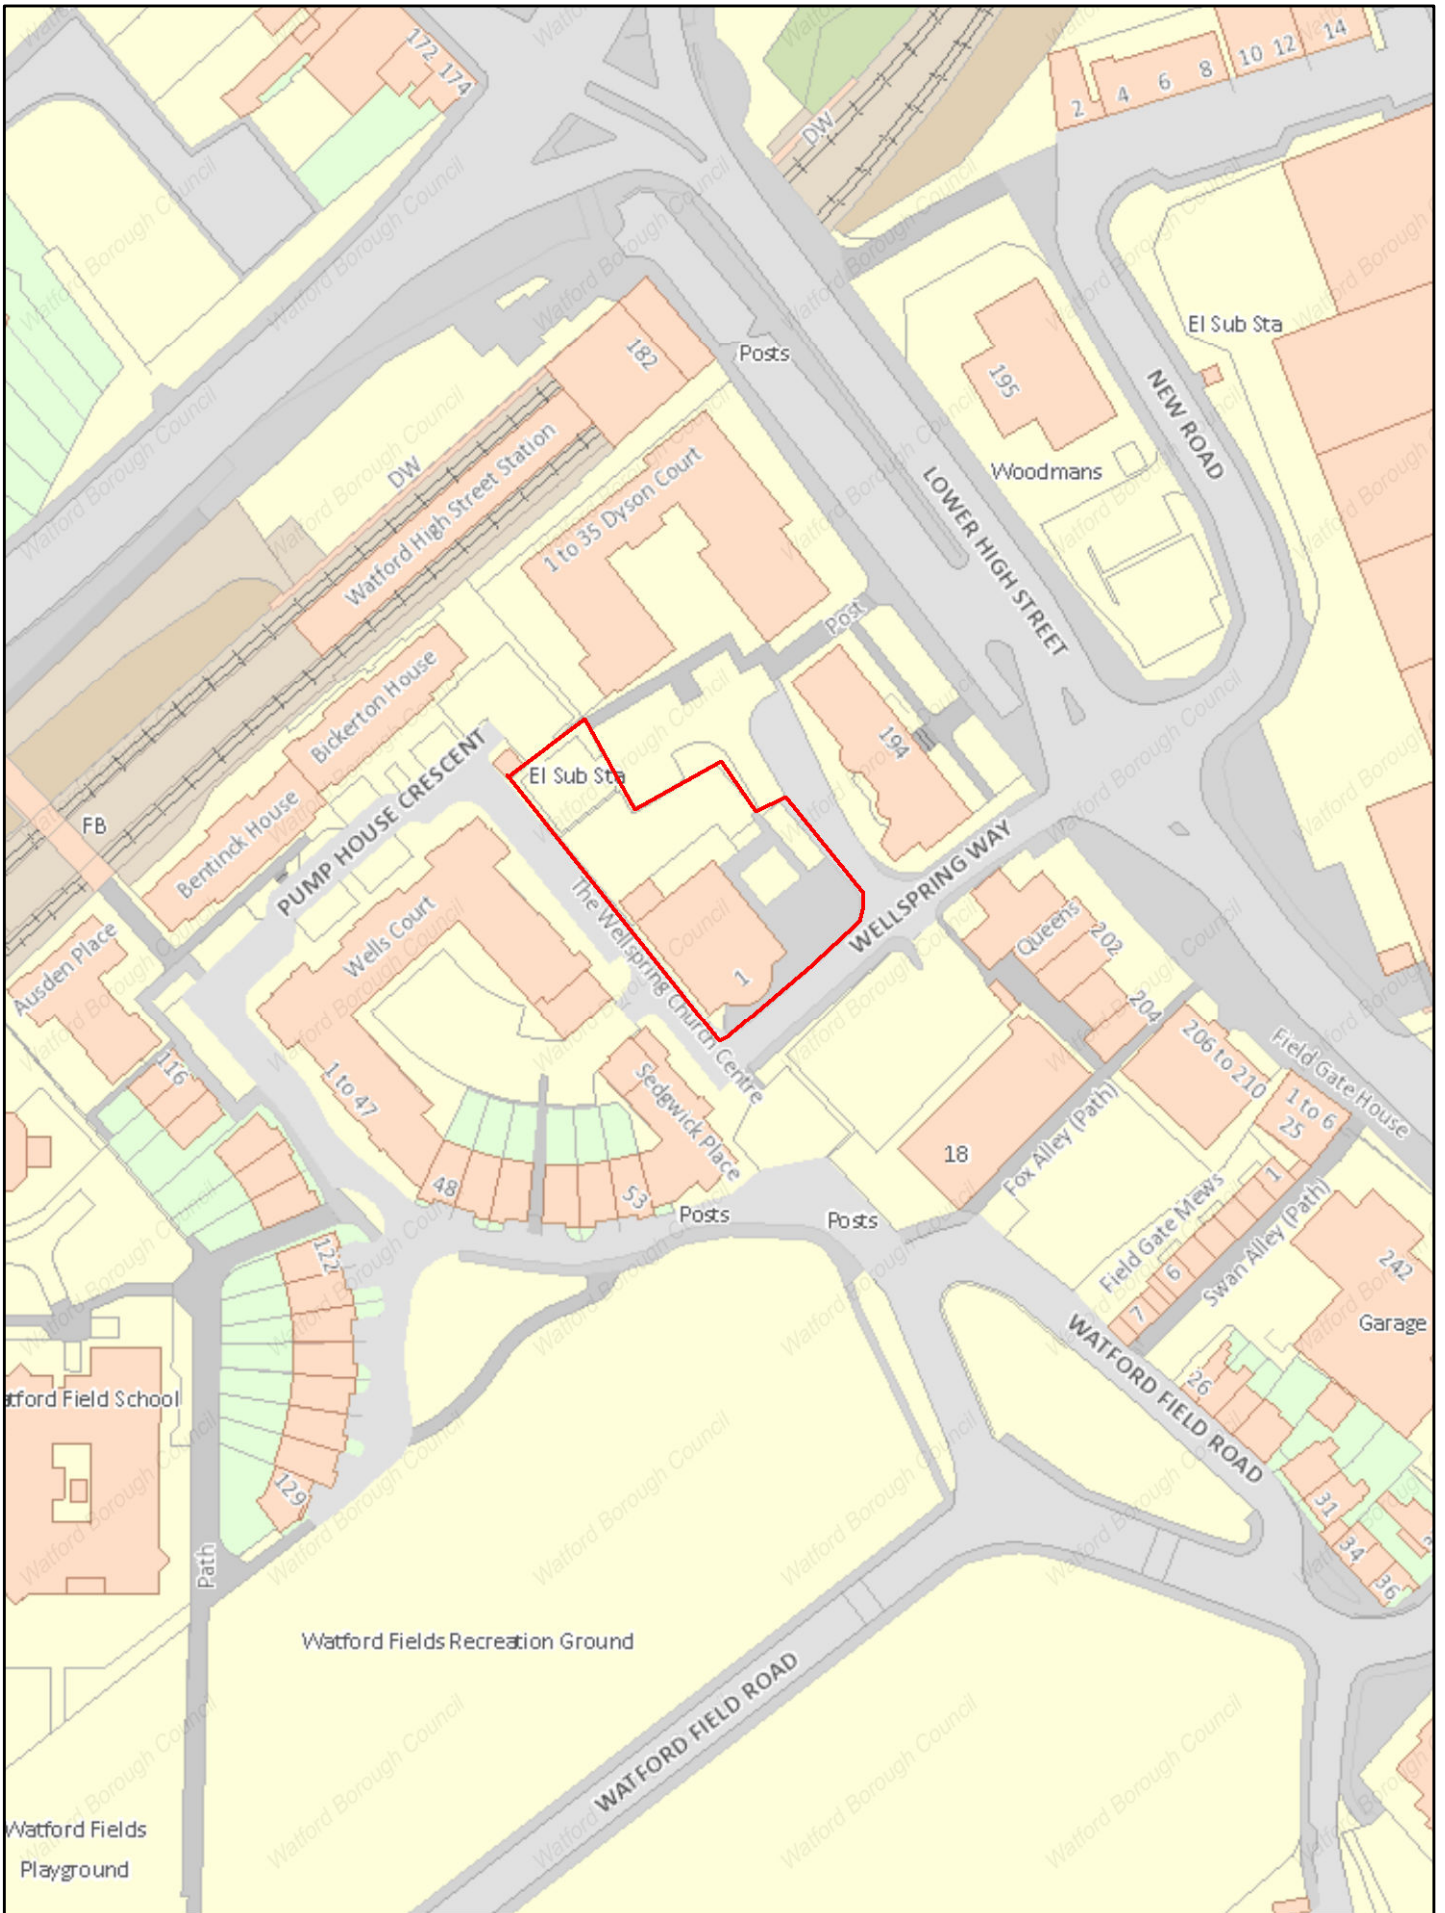 172 174
14
10 12
8
6
4
2
DW
El Sub Sta
182
Posts
195
NEW ROAD
Woodmans
LOWER HIGH STREET
DW
Watford High Street Station
1 to 35 Dyson Court
Post
Bickerton House
194
El Sub Sta
PUMP HOUSE CRESCENT
FB
Bentinck House
WELLSPRING WAY
The Wellspring Church Centre
1
Wells Court
Ausden Place
Queens
202
204
206 to 210
Field Gate House
1 to 6
25
116
1 to 47
Sedgwick Place
18
Fox Alley (Path)
48
53
Posts
Posts
Field Gate Mews
1
6
7
Swan Alley (Path)
242
Garage
122
WATFORD FIELD ROAD
26
atford Field School
129
31
34
36
Path
Watford Fields Recreation Ground
WATFORD FIELD ROAD
Watford Fields
Playground
Watford Borough Council